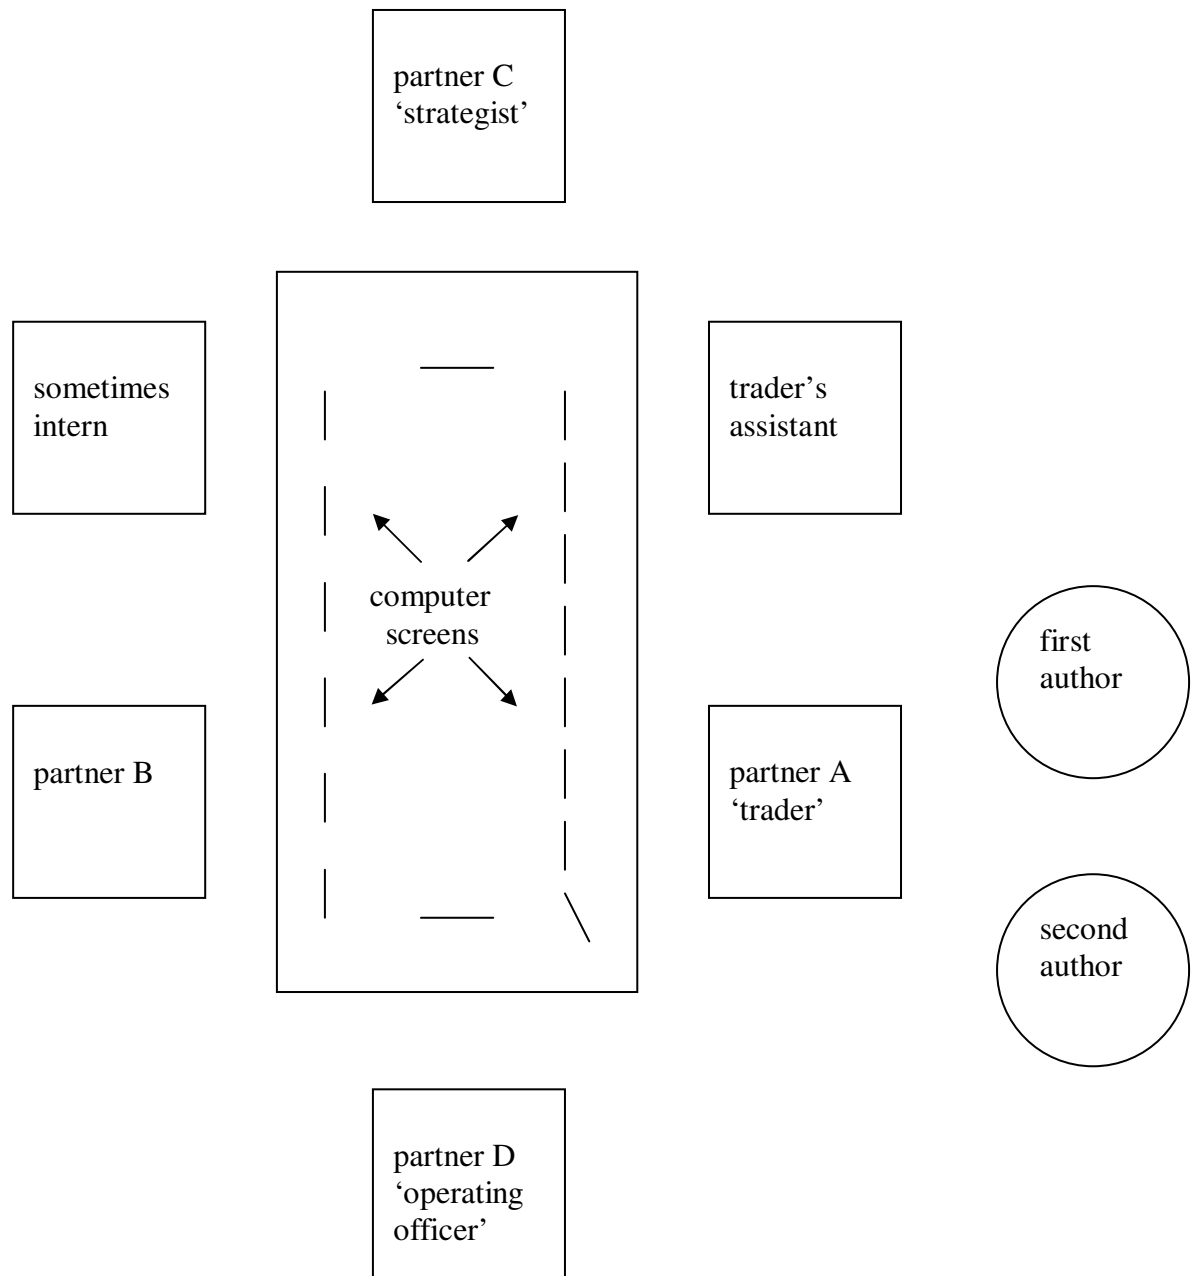 partner C
‘strategist’
sometimes
intern
trader’s
assistant
computer
screens
first
author
partner B
partner A
‘trader’
second
author
partner D
‘operating
officer’